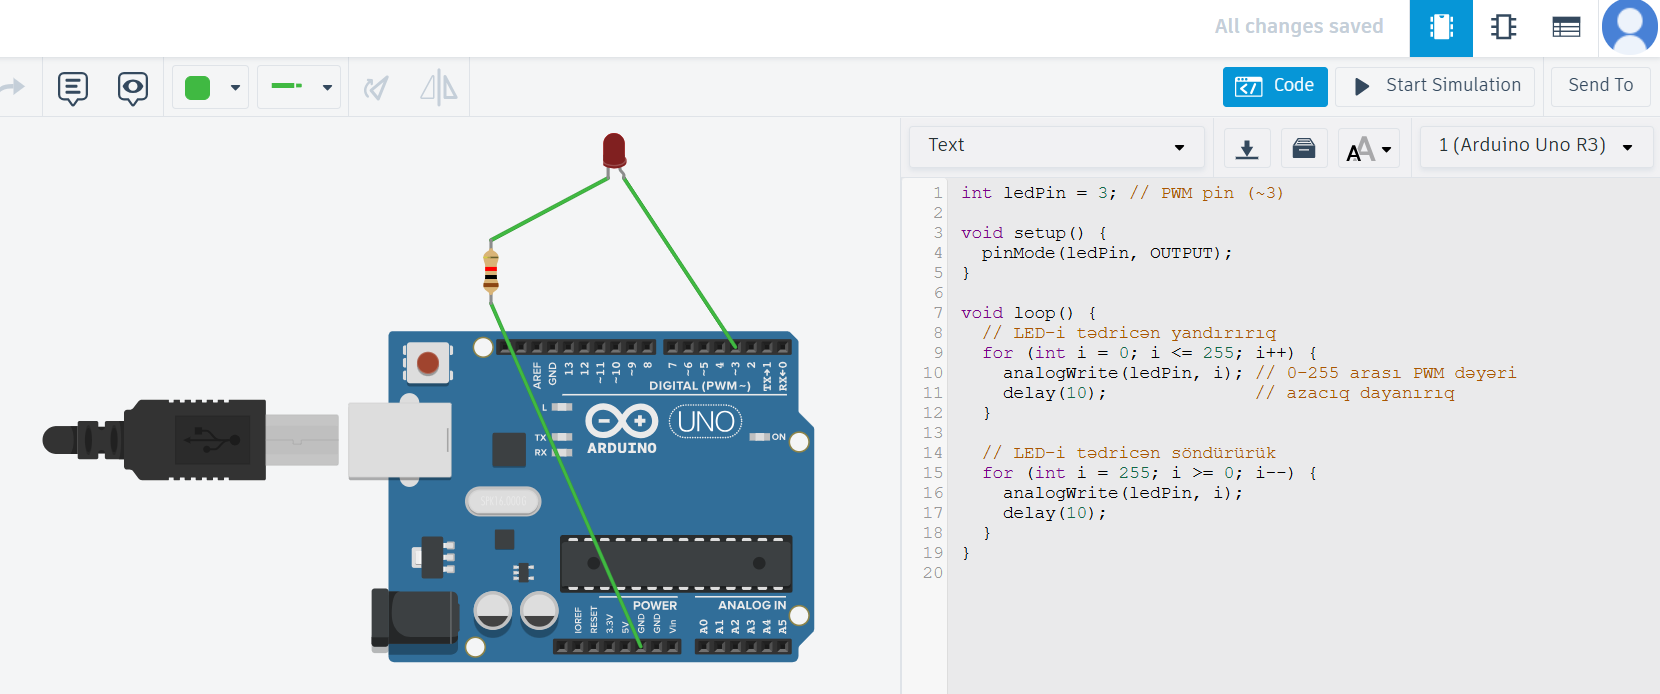 All changes saved
Code
Start Simulation
Send To
Text
1 (Arduino Uno R3)
1 int ledPin = 3; // PWM pin (~3)
2
3 void setup() {
4 pinMode(ledPin, OUTPUT);
5 }
6
7 void loop() {
8 // LED-i tədricən yandırırıq
9 for (int i = 0; i <= 255; i++) {
10 analogWrite(ledPin, i); // 0-255 arası PWM dəyəri
11 delay(10); // azacıq dayanırıq
12 }
13
14 // LED-i tədricən söndürürük
15 for (int i = 255; i >= 0; i--) {
16 analogWrite(ledPin, i);
17 delay(10);
18 }
19 }
20
AREF GND 13 12 ~11 ~10 ~9 8 7 ~6 ~5 4 ~3 2 TX→1 RX←0
DIGITAL (PWM~)
L
TX
RX
ARDUINO
UNO
ON
POWER
ANALOG IN
IOREF RESET 3.3V 5V GND GND Vin A0 A1 A2 A3 A4 A5